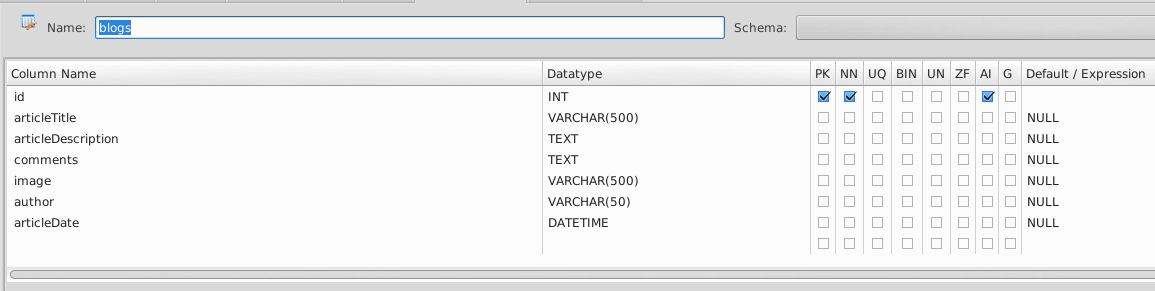 Name: blogs Schema:
Column Name Datatype PK NN UQ BIN UN ZF AI G Default / Expression
id INT
articleTitle VARCHAR(500) NULL
articleDescription TEXT NULL
comments TEXT NULL
image VARCHAR(500) NULL
author VARCHAR(50) NULL
articleDate DATETIME NULL